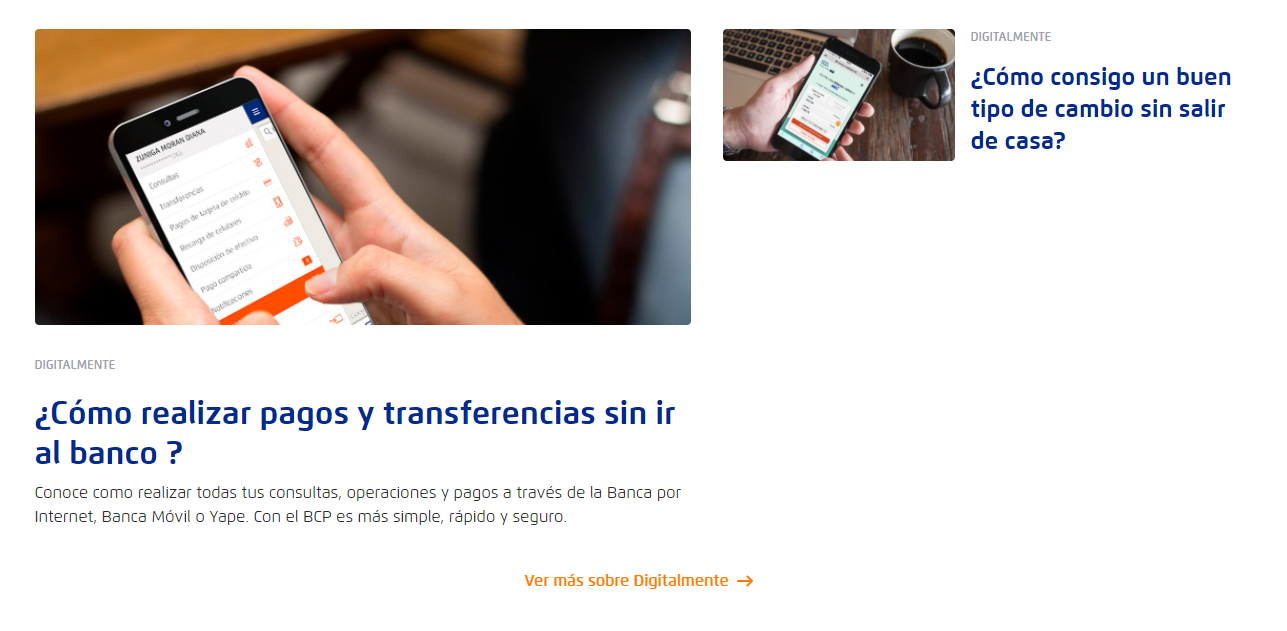 ZUNIGA MORAN DIANA
Consultas
Transferencias
Pagos de tarjeta de crédito
Recarga de celulares
Disposición de efectivo
Pago compartido
Notificaciones
DIGITALMENTE
¿Cómo realizar pagos y transferencias sin ir
al banco ?
Conoce como realizar todas tus consultas, operaciones y pagos a través de la Banca por
Internet, Banca Móvil o Yape. Con el BCP es más simple, rápido y seguro.
DIGITALMENTE
¿Cómo consigo un buen
tipo de cambio sin salir
de casa?
Ver más sobre Digitalmente